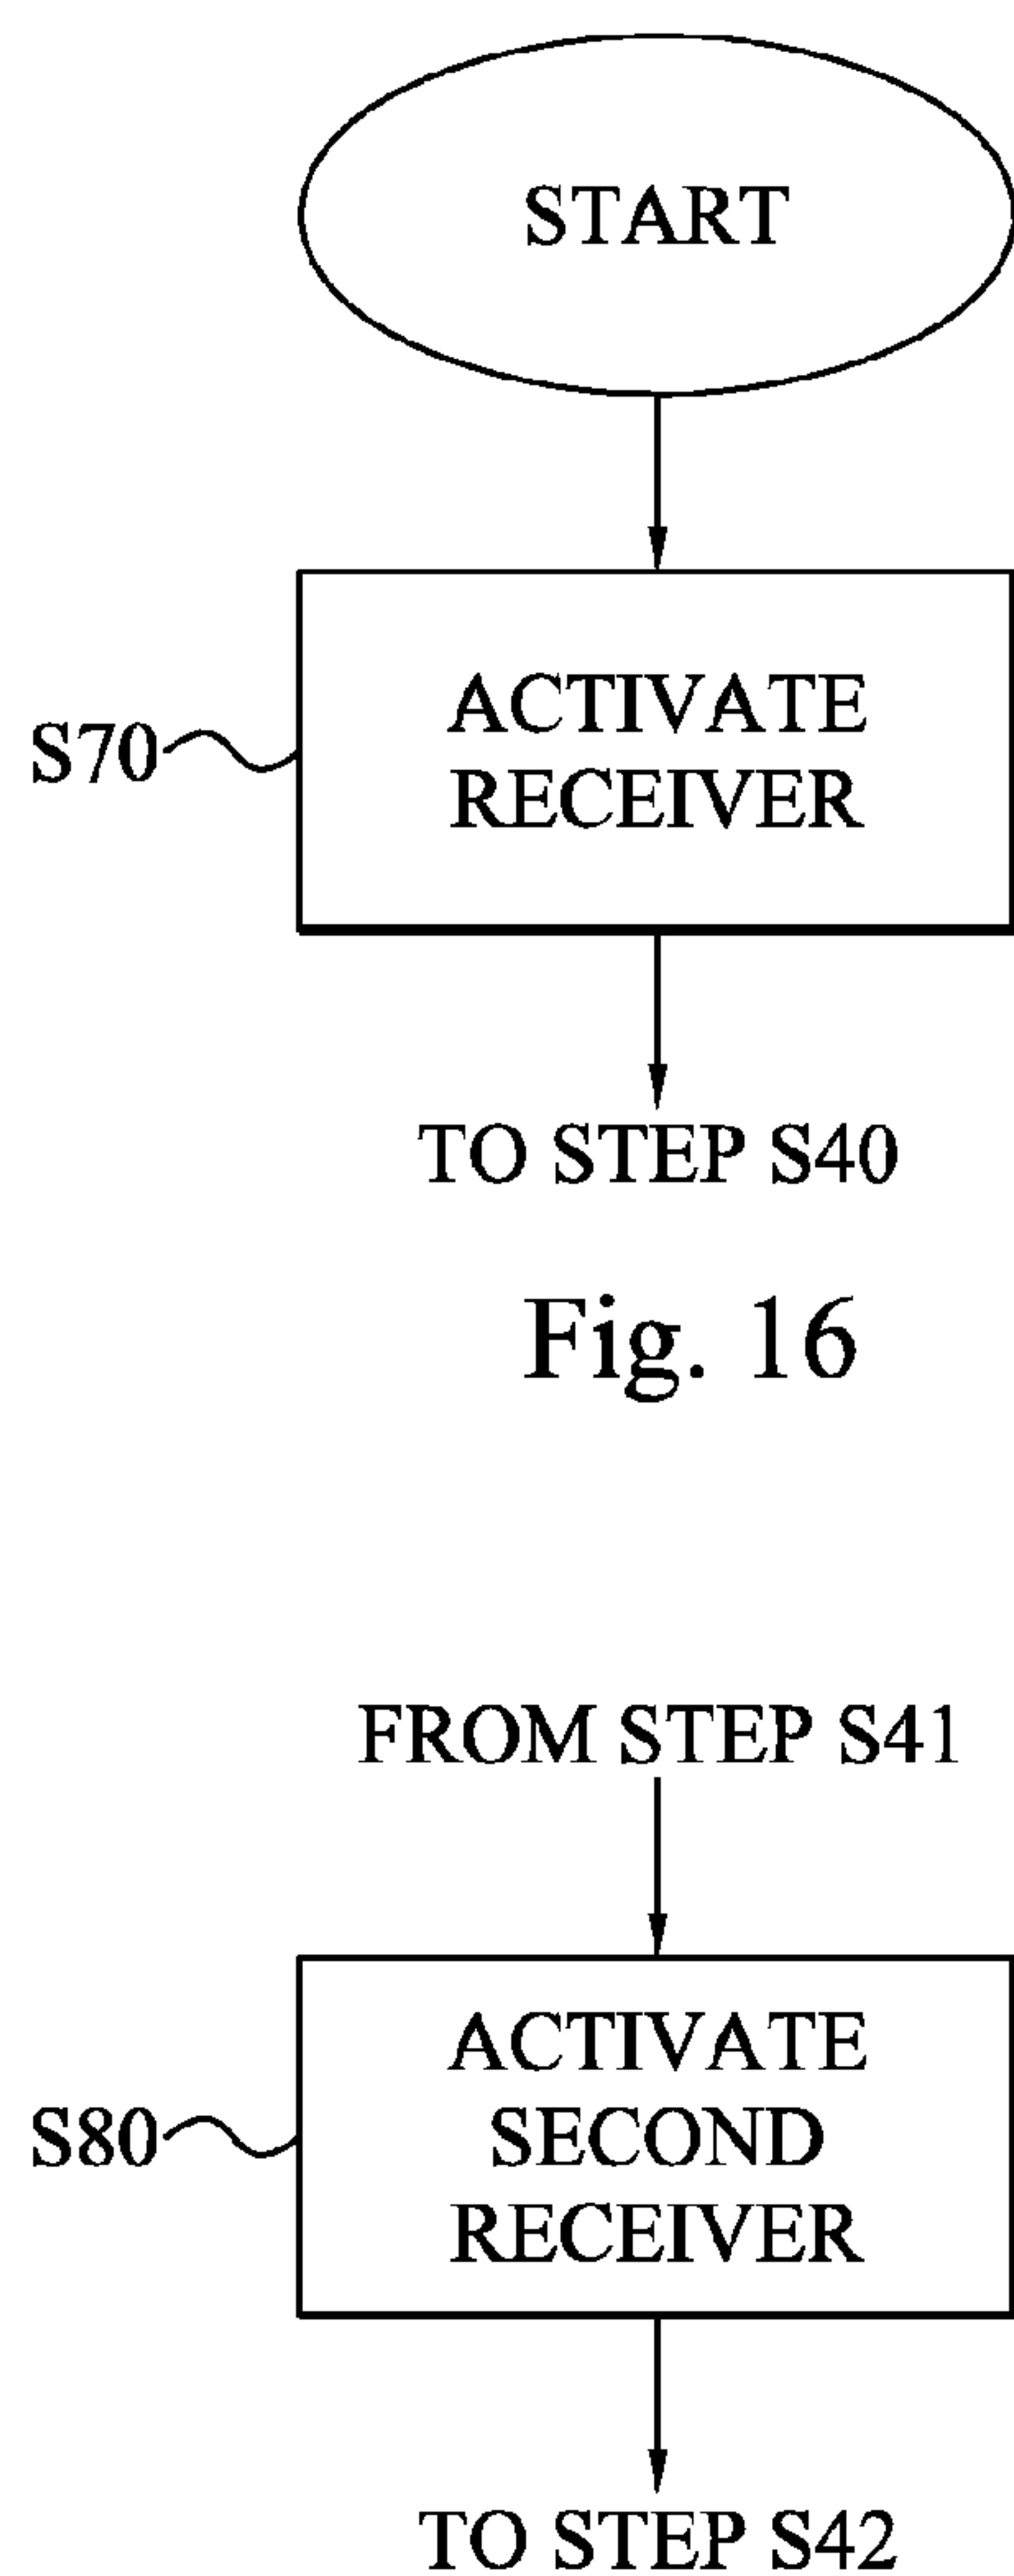 START
ACTIVATE
RECEIVER
S70
TO STEP S40
Fig. 16
FROM STEP S41
ACTIVATE
SECOND
RECEIVER
S80
TO STEP S42